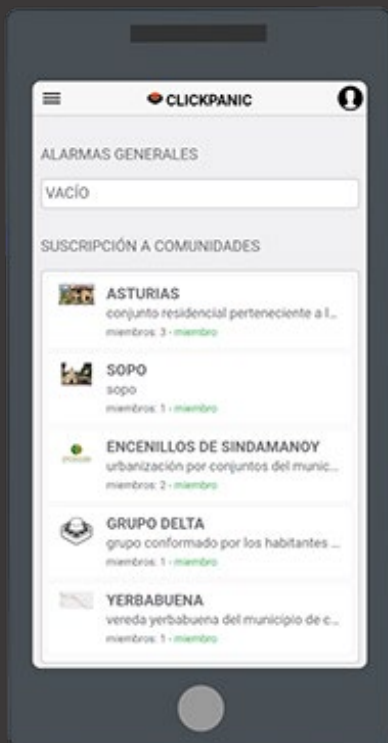 CLICKPANIC
ALARMAS GENERALES
VACÍO
SUSCRIPCIÓN A COMUNIDADES
ASTURIAS
conjunto residencial perteneciente a l...
miembros: 3 - miembro
SOPO
sopo
miembros: 1 - miembro
ENCENILLOS DE SINDAMANOY
urbanización por conjuntos del munic...
miembros: 2 - miembro
GRUPO DELTA
grupo conformado por los habitantes ...
miembros: 1 - miembro
YERBABUENA
vereda yerbabuena del municipio de c...
miembros: 1 - miembro